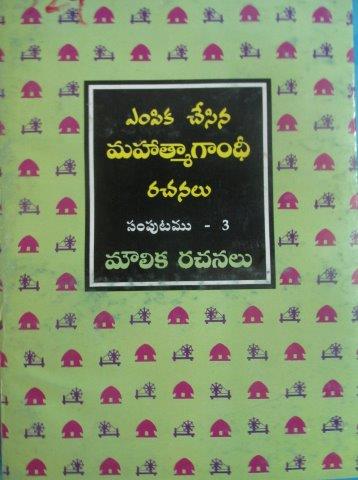 ఎంపిక చేసిన
మహాత్మాగాంధీ
రచనలు
సంపుటము - 3
మౌలిక రచనలు